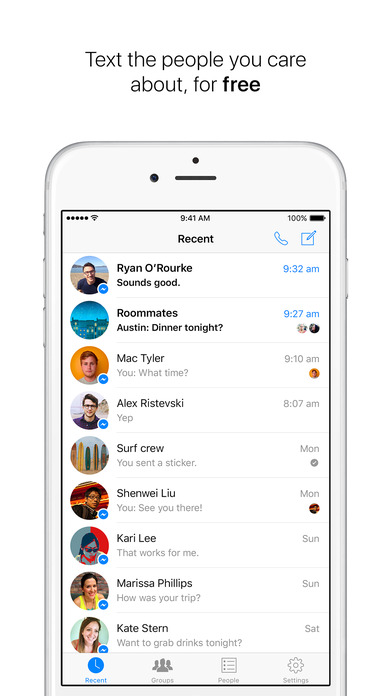 Text the people you care
about, for free
9:41 AM
100%
Recent
Ryan O'Rourke
9:32 am
Sounds good.
Roommates
9:27 am
Austin: Dinner tonight?
Mac Tyler
9:10 am
You: What time?
Alex Ristevski
8:07 am
Yep
Surf crew
Mon
You sent a sticker.
Shenwei Liu
Mon
You: See you there!
Kari Lee
Sun
That works for me.
Marissa Phillips
Sun
How was your trip?
Kate Stern
Sat
Want to grab drinks tonight?
Recent
Groups
People
Settings